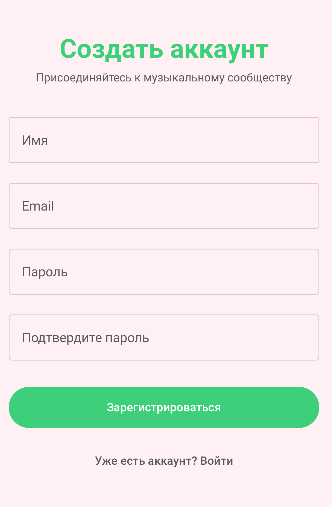 Создать аккаунт
Присоединяйтесь к музыкальному сообществу
Имя
Email
Пароль
Подтвердите пароль
Зарегистрироваться
Уже есть аккаунт? Войти